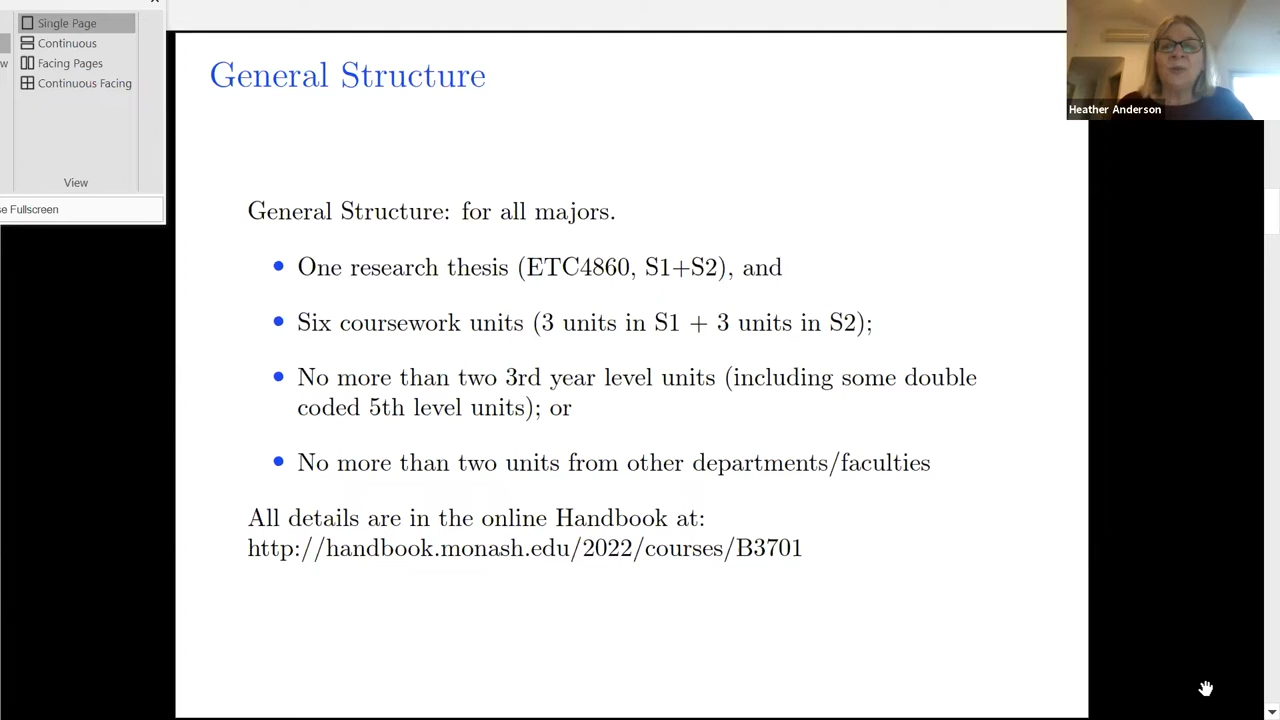 Single Page
Continuous
w
Facing Pages
Continuous Facing
View
se Fullscreen
General Structure
Heather Anderson
General Structure: for all majors.
One research thesis (ETC4860, S1+S2), and
Six coursework units (3 units in S1 + 3 units in S2);
No more than two 3rd year level units (including some double
coded 5th level units); or
No more than two units from other departments/faculties
All details are in the online Handbook at:
http://handbook.monash.edu/2022/courses/B3701